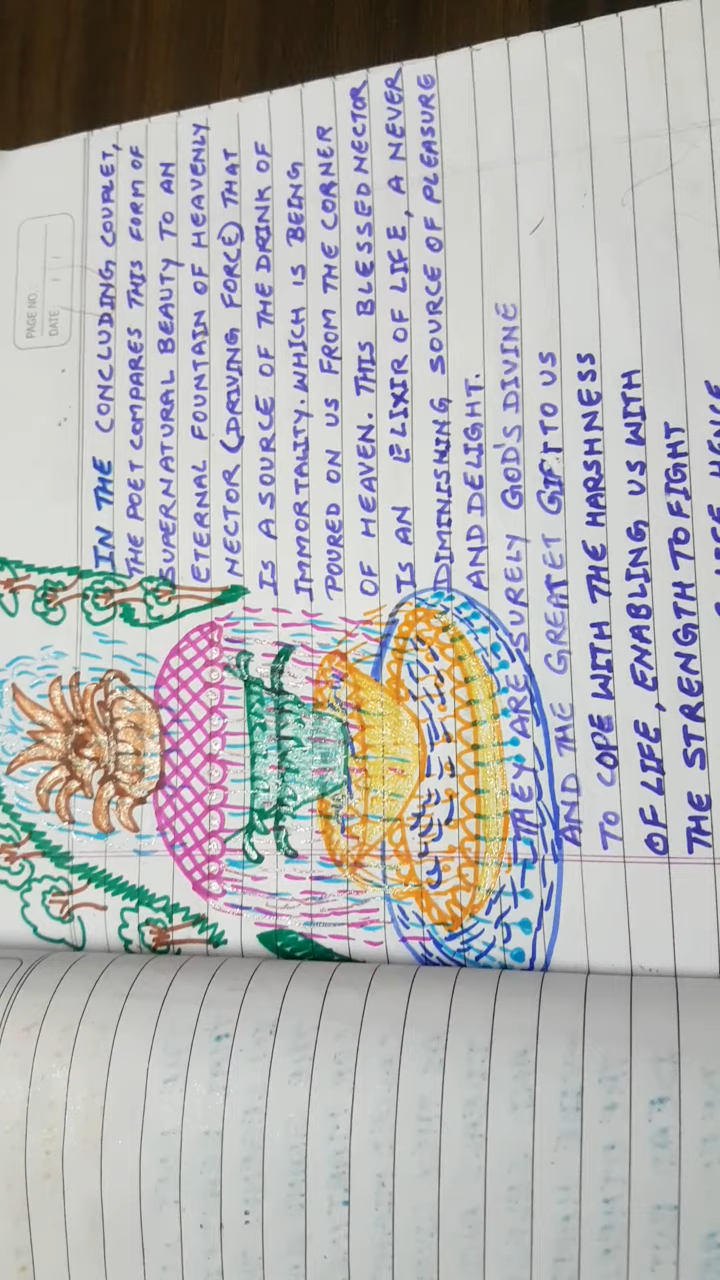 PAGE NO.
DATE / /
IN THE CONCLUDING COUPLET,
THE POET COMPARES THIS FORM OF
SUPERNATURAL BEAUTY TO AN
ETERNAL FOUNTAIN OF HEAVENLY
NECTOR (DRIVING FORCE) THAT
IS A SOURCE OF THE DRINK OF
IMMORTALITY. WHICH IS BEING
POURED ON US FROM THE CORNER
OF HEAVEN. THIS BLESSED NECTOR
IS AN ELIXIR OF LIFE, A NEVER
DIMINISHING SOURCE OF PLEASURE
AND DELIGHT.
THEY ARE SURELY GOD'S DIVINE
AND THE GREATET GIFT TO US
TO COPE WITH THE HARSHNESS
OF LIFE, ENABLING US WITH
THE STRENGTH TO FIGHT
LIFE HENCE